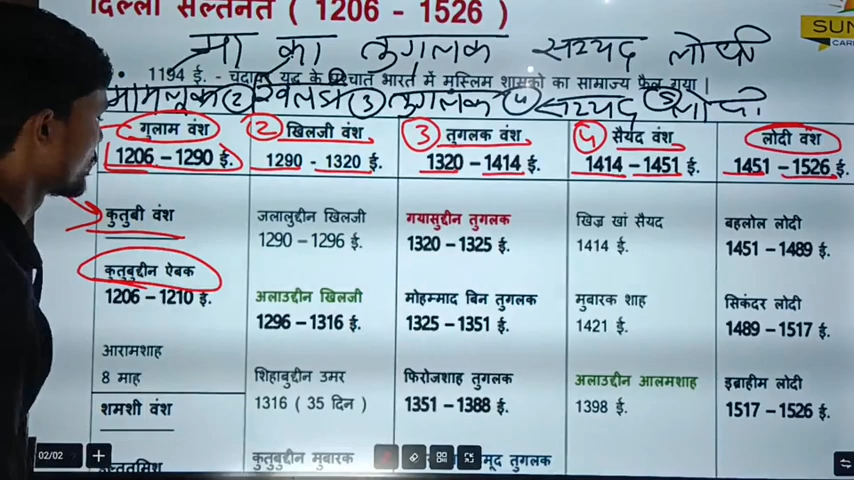 दिल्ली सल्तनत ( 1206 - 1526 )
SUN
CAR
मा का तुगलक सय्यद लोधी
• 1194 ई. - चंदावर युद्ध के पश्चात भारत में मुस्लिम शासको का साम्राज्य फ़ैल गया |
मामलूक ② खिलजी ③ तुगलक ④ सय्यद ⑤ लोदी
गुलाम वंश ② खिलजी वंश ③ तुगलक वंश ④ सैयद वंश लोदी वंश
1206 – 1290 ई. 1290 - 1320 ई. 1320 – 1414 ई. 1414 – 1451 ई. 1451 - 1526 ई.
कुतुबी वंश जलालुद्दीन खिलजी गयासुद्दीन तुगलक खिज्र खां सैयद बहलोल लोदी
1290 – 1296 ई. 1320 – 1325 ई. 1414 ई. 1451 – 1489 ई.
कुतुबुद्दीन ऐबक
1206 – 1210 ई. अलाउद्दीन खिलजी मोहम्माद बिन तुगलक मुबारक शाह सिकंदर लोदी
1296 – 1316 ई. 1325 – 1351 ई. 1421 ई. 1489 – 1517 ई.
आरामशाह
8 माह शिहाबुद्दीन उमर फिरोजशाह तुगलक अलाउद्दीन आलमशाह इब्राहीम लोदी
शमशी वंश 1316 ( 35 दिन ) 1351 – 1388 ई. 1398 ई. 1517 – 1526 ई.
02/02
कुतुबुद्दीन मुबारक मूद तुगलक